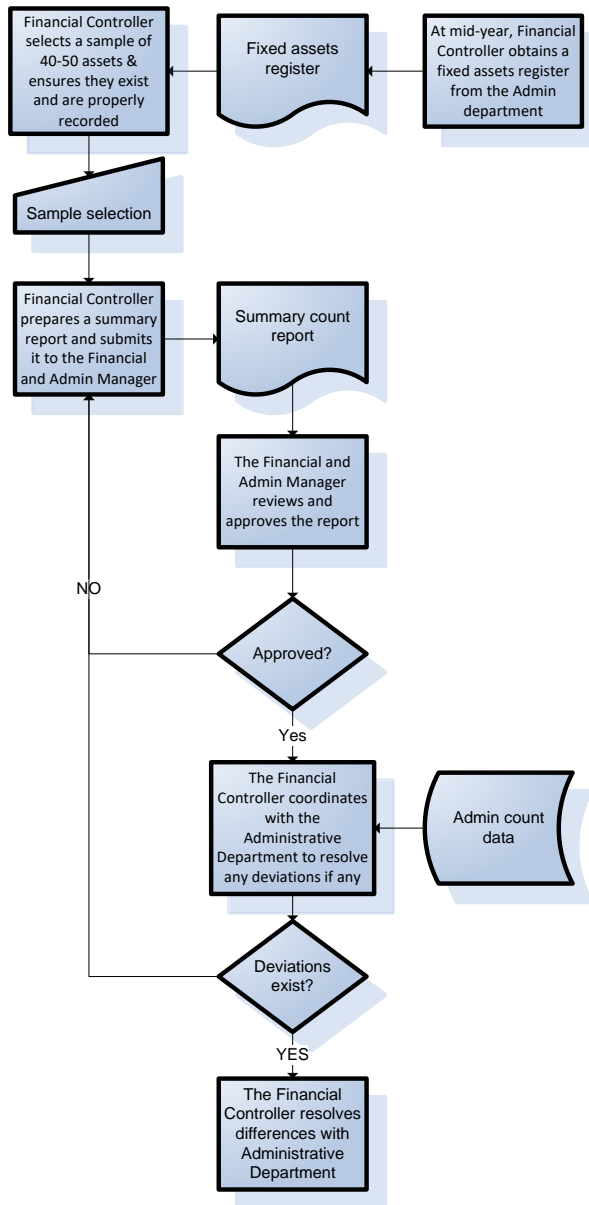 At mid-year, Financial
Controller obtains a
fixed assets register
from the Admin
department
Fixed assets
register
Financial Controller
selects a sample of
40-50 assets &
ensures they exist
and are properly
recorded
Sample selection
Financial Controller
prepares a summary
report and submits
it to the Financial
and Admin Manager
Summary count
report
The Financial and
Admin Manager
reviews and
approves the report
NO
Approved?
Yes
The Financial
Controller coordinates
with the
Administrative
Department to resolve
any deviations if any
Admin count
data
Deviations
exist?
YES
The Financial
Controller resolves
differences with
Administrative
Department